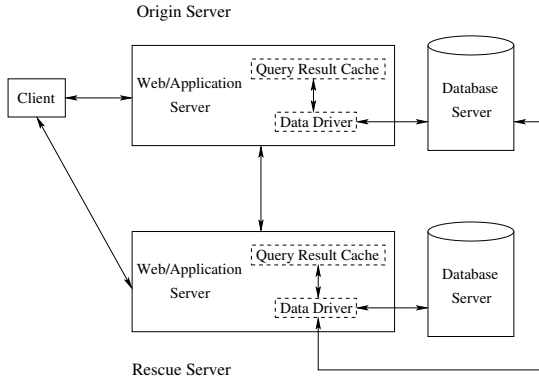 Origin Server
Client
Web/Application
Server
Query Result Cache
Data Driver
Database
Server
Web/Application
Server
Query Result Cache
Data Driver
Database
Server
Rescue Server